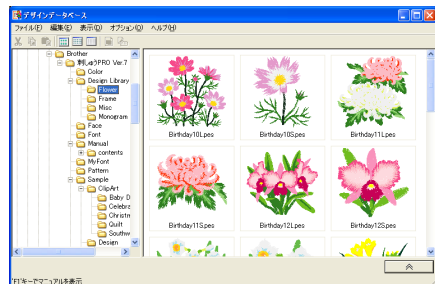 デザインデータベース
ファイル(F) 編集(E) 表示(D) オプション(O) ヘルプ(H)
Brother
刺しゅうPRO Ver.7
Color
Design Library
Flower
Frame
Misc
Monogram
Face
Font
Manual
contents
MyFont
Pattern
Sample
ClipArt
Baby D
Celebra
Christm
Quilt
Southw
Design
Birthday10L.pes
Birthday10S.pes
Birthday11L.pes
Birthday11S.pes
Birthday12L.pes
Birthday12S.pes
"F1"キーでマニュアルを表示